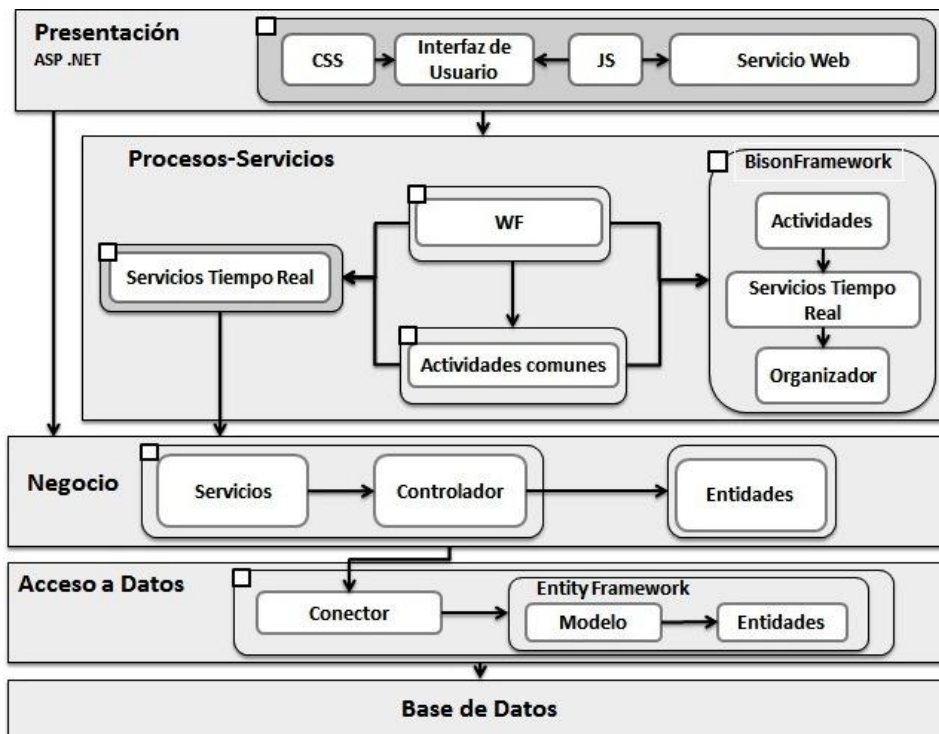 Presentación
ASP .NET
CSS
Interfaz de
Usuario
JS
Servicio Web
Procesos-Servicios
BisonFramework
WF
Actividades
Servicios Tiempo Real
Servicios Tiempo
Real
Actividades comunes
Organizador
Negocio
Servicios
Controlador
Entidades
Acceso a Datos
Conector
Entity Framework
Modelo
Entidades
Base de Datos